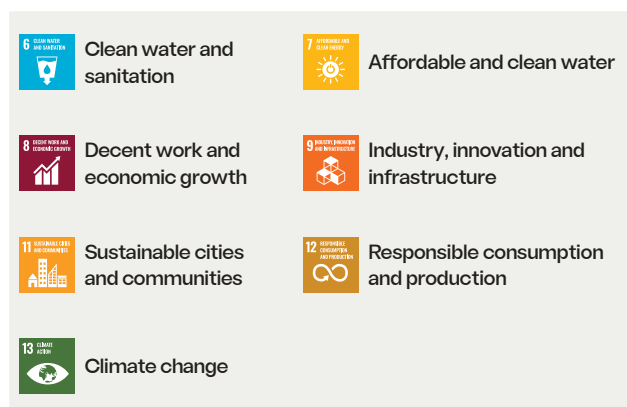 6 CLEAN WATER
AND SANITATION
Clean water and
sanitation
7 AFFORDABLE AND
CLEAN ENERGY
Affordable and clean water
8 DECENT WORK AND
ECONOMIC GROWTH
Decent work and
economic growth
9 INDUSTRY, INNOVATION
AND INFRASTRUCTURE
Industry, innovation and
infrastructure
11 SUSTAINABLE CITIES
AND COMMUNITIES
Sustainable cities
and communities
12 RESPONSIBLE
CONSUMPTION
AND PRODUCTION
Responsible consumption
and production
13 CLIMATE
ACTION
Climate change